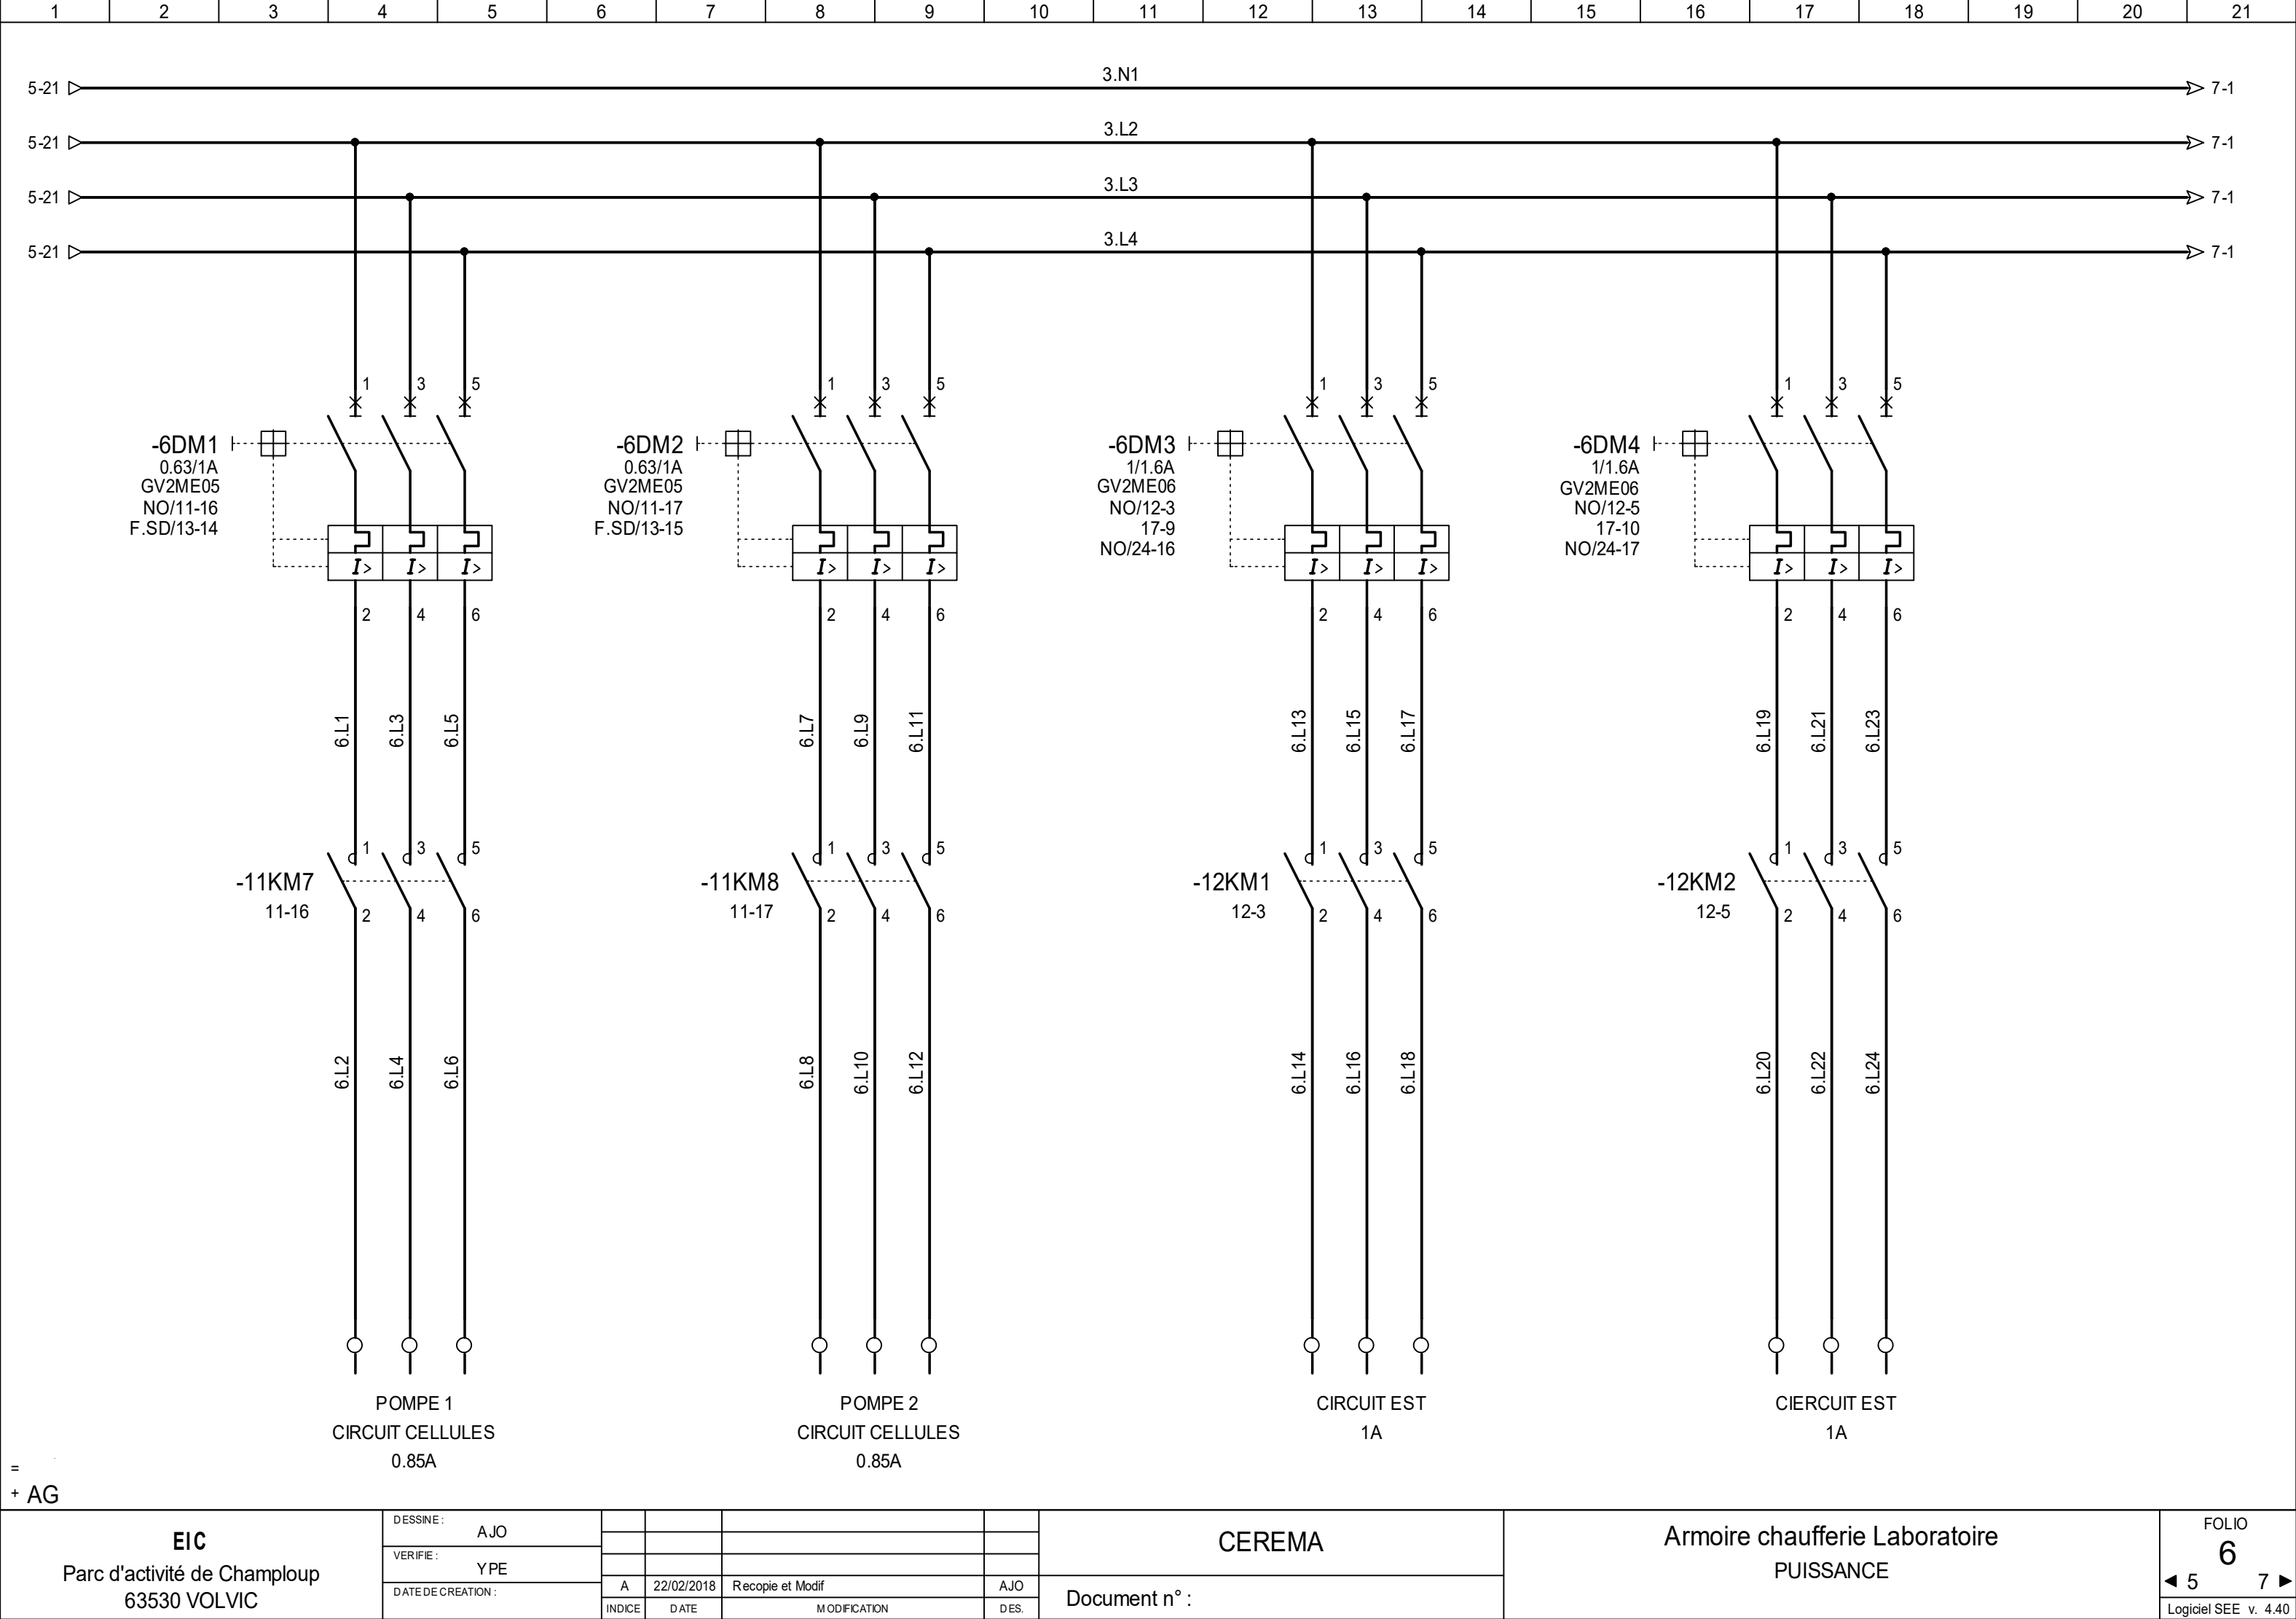 1 2 3 4 5 6 7 8 9 10 11 12 13 14 15 16 17 18 19 20 21
5-21 3.N1 7-1
5-21 3.L2 7-1
5-21 3.L3 7-1
5-21 3.L4 7-1
1 3 5 1 3 5 1 3 5 1 3 5
-6DM1
0.63/1A
GV2ME05
NO/11-16
F.SD/13-14
I> I> I>
-6DM2
0.63/1A
GV2ME05
NO/11-17
F.SD/13-15
I> I> I>
-6DM3
1/1.6A
GV2ME06
NO/12-3
17-9
NO/24-16
I> I> I>
-6DM4
1/1.6A
GV2ME06
NO/12-5
17-10
NO/24-17
I> I> I>
2 4 6 2 4 6 2 4 6 2 4 6
6.L1 6.L3 6.L5 6.L7 6.L9 6.L11 6.L13 6.L15 6.L17 6.L19 6.L21 6.L23
1 3 5 1 3 5 1 3 5 1 3 5
-11KM7 -11KM8 -12KM1 -12KM2
11-16 11-17 12-3 12-5
2 4 6 2 4 6 2 4 6 2 4 6
6.L2 6.L4 6.L6 6.L8 6.L10 6.L12 6.L14 6.L16 6.L18 6.L20 6.L22 6.L24
POMPE 1
CIRCUIT CELLULES
0.85A
POMPE 2
CIRCUIT CELLULES
0.85A
CIRCUIT EST
1A
CIERCUIT EST
1A
=
+ AG
EIC
Parc d'activité de Champloup
63530 VOLVIC
DESSINE :
AJO
VERIFIE :
YPE
DATE DE CREATION :
A 22/02/2018 Recopie et Modif AJO
INDICE DATE MODIFICATION DES.
CEREMA
Document n° :
Armoire chaufferie Laboratoire
PUISSANCE
FOLIO
6
◄ 5 7 ►
Logiciel SEE v. 4.40